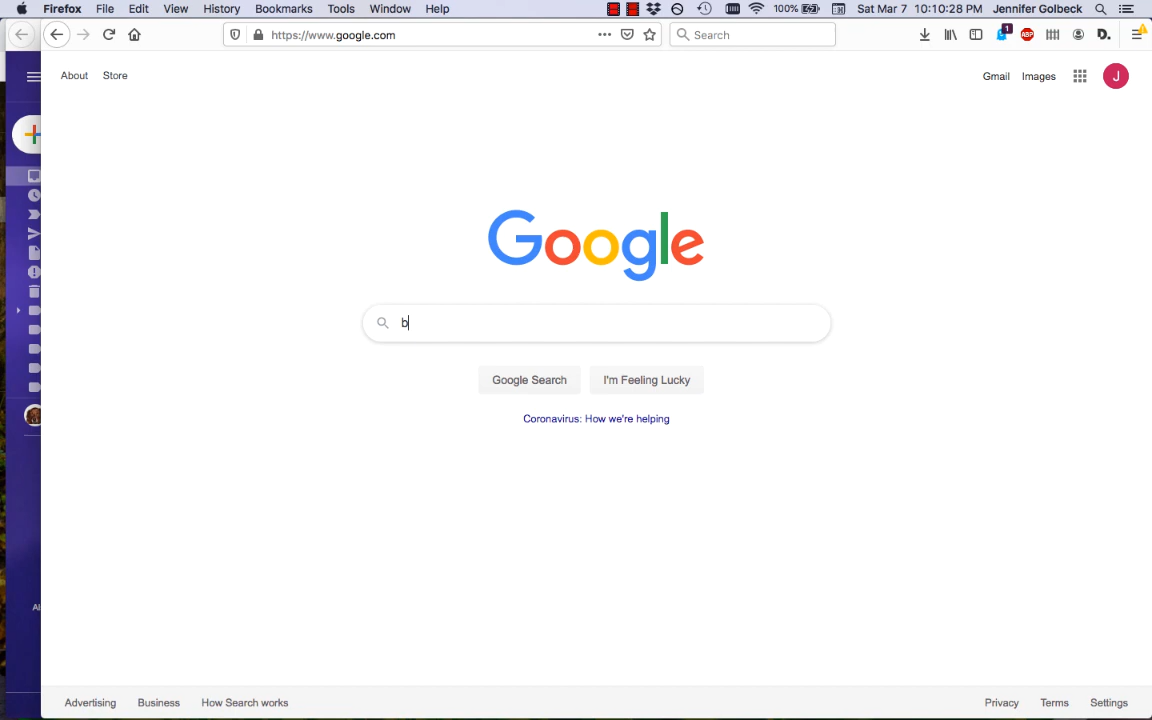 Firefox File Edit View History Bookmarks Tools Window Help 100% Sat Mar 7 10:10:28 PM Jennifer Golbeck
https://www.google.com Search 1 ABP D.
About Store Gmail Images J
Google
b
Google Search I'm Feeling Lucky
Coronavirus: How we're helping
Advertising Business How Search works Privacy Terms Settings